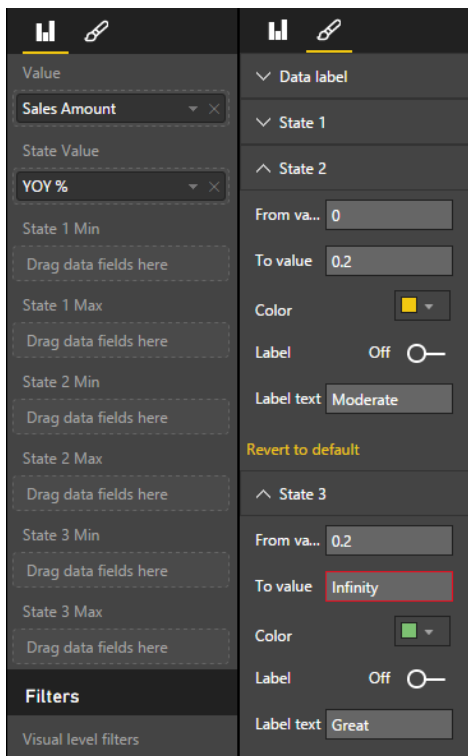 Value
Sales Amount
State Value
YOY %
State 1 Min
Drag data fields here
State 1 Max
Drag data fields here
State 2 Min
Drag data fields here
State 2 Max
Drag data fields here
State 3 Min
Drag data fields here
State 3 Max
Drag data fields here
Filters
Visual level filters
Data label
State 1
State 2
From va... 0
To value 0.2
Color
Label Off
Label text Moderate
Revert to default
State 3
From va... 0.2
To value Infinity
Color
Label Off
Label text Great